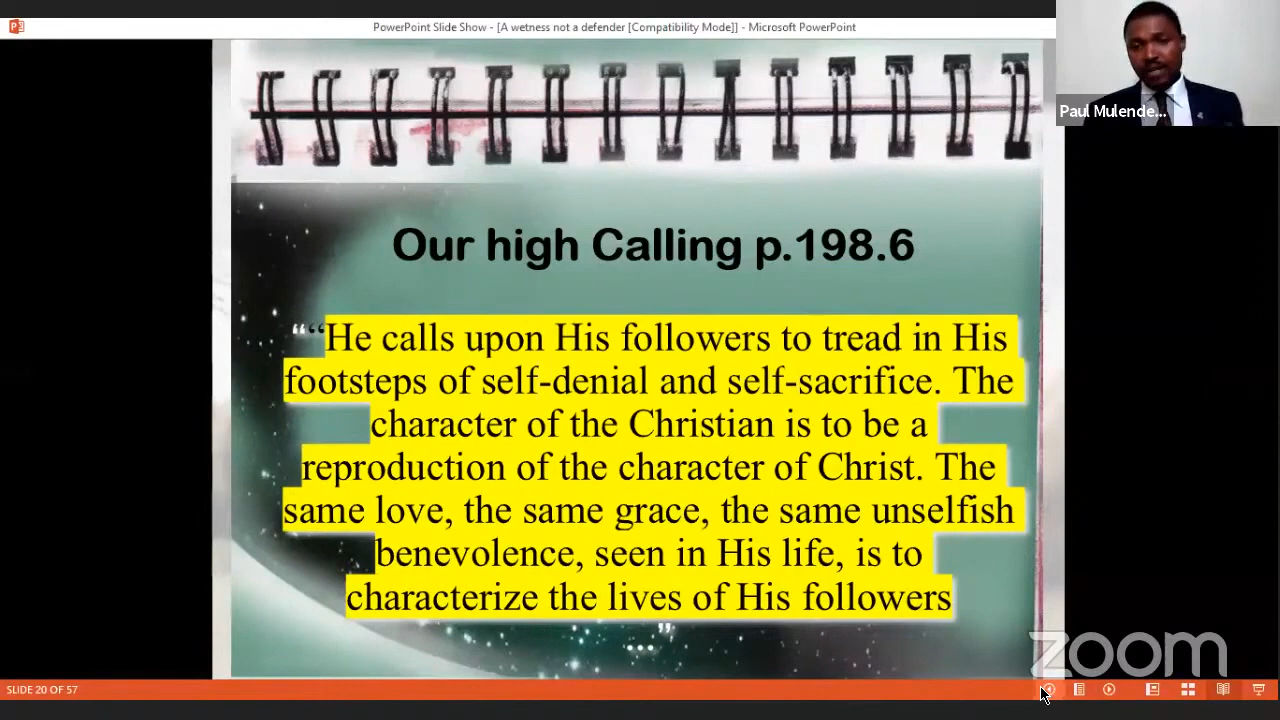 PowerPoint Slide Show - [A wetness not a defender [Compatibility Mode]] - Microsoft PowerPoint
Paul Mulende...
Our high Calling p.198.6
““He calls upon His followers to tread in His
footsteps of self-denial and self-sacrifice. The
character of the Christian is to be a
reproduction of the character of Christ. The
same love, the same grace, the same unselfish
benevolence, seen in His life, is to
characterize the lives of His followers
...”
zoom
SLIDE 20 OF 57